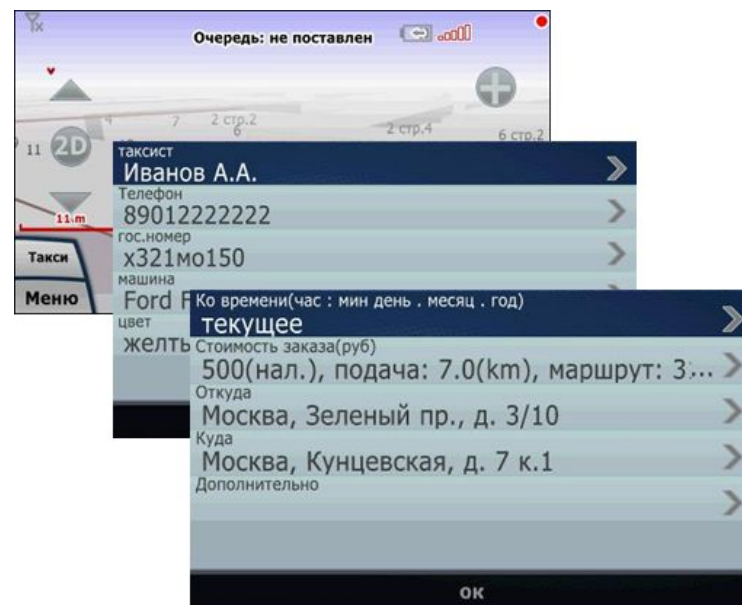 Очередь: не поставлен
4
7
2 стр.2
6
2 стр.4
6 стр.2
11
2D
11 m
Такси
Меню
таксист
Иванов А.А.
Телефон
89012222222
гос.номер
х321мо150
машина
Ford
цвет
Ко времени(час : мин день . месяц . год)
текущее
Стоимость заказа(руб)
500(нал.), подача: 7.0(km), маршрут: 3...
Откуда
Москва, Зеленый пр., д. 3/10
Куда
Москва, Кунцевская, д. 7 к.1
Дополнительно
ок